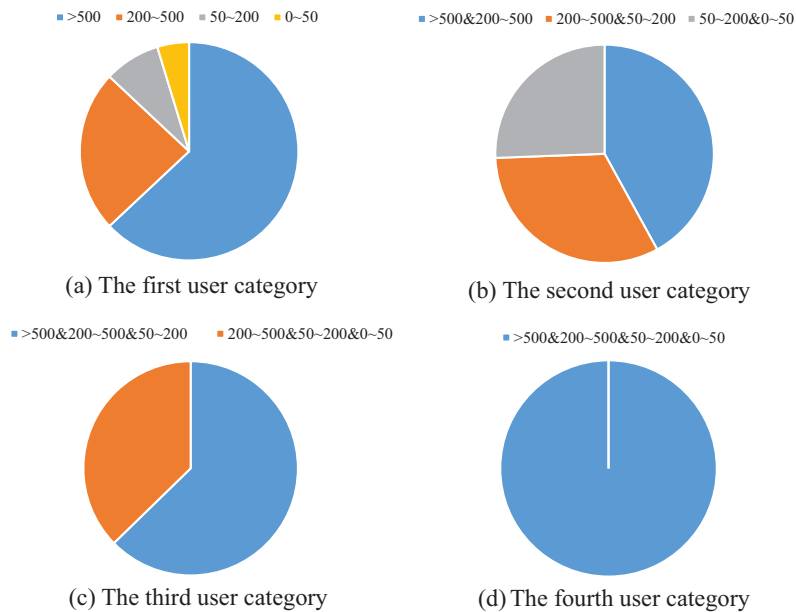 >500 200~500 50~200 0~50
>500&200~500 200~500&50~200 50~200&0~50
(a) The first user category
(b) The second user category
>500&200~500&50~200 200~500&50~200&0~50
>500&200~500&50~200&0~50
(c) The third user category
(d) The fourth user category